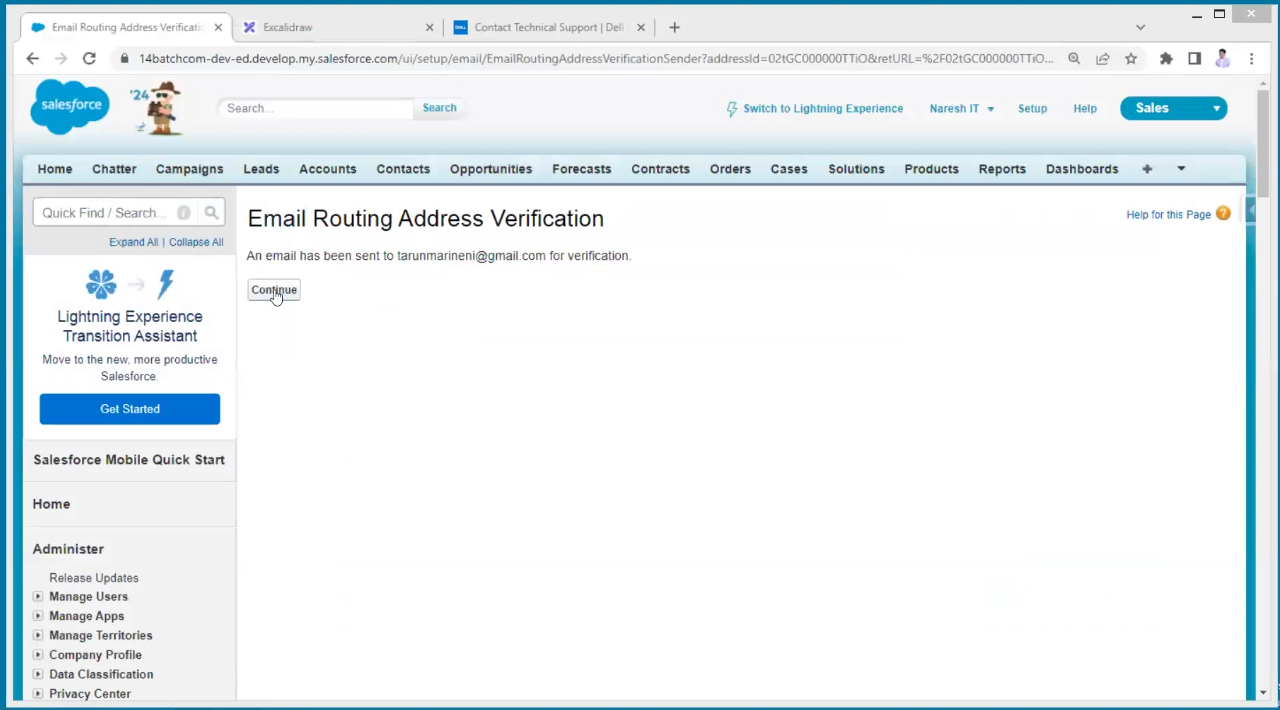 Email Routing Address Verificati
Excalidraw
Contact Technical Support | Dell
14batchcom-dev-ed.develop.my.salesforce.com/ui/setup/email/EmailRoutingAddressVerificationSender?addressId=02tGC000000TTiO&retURL=%2F02tGC000000TTiO...
salesforce
'24
Search...
Search
Switch to Lightning Experience
Naresh IT
Setup
Help
Sales
Home
Chatter
Campaigns
Leads
Accounts
Contacts
Opportunities
Forecasts
Contracts
Orders
Cases
Solutions
Products
Reports
Dashboards
Quick Find / Search...
Expand All | Collapse All
Lightning Experience
Transition Assistant
Move to the new, more productive
Salesforce.
Get Started
Salesforce Mobile Quick Start
Home
Administer
Release Updates
Manage Users
Manage Apps
Manage Territories
Company Profile
Data Classification
Privacy Center
Email Routing Address Verification
Help for this Page
An email has been sent to tarunmarineni@gmail.com for verification.
Continue